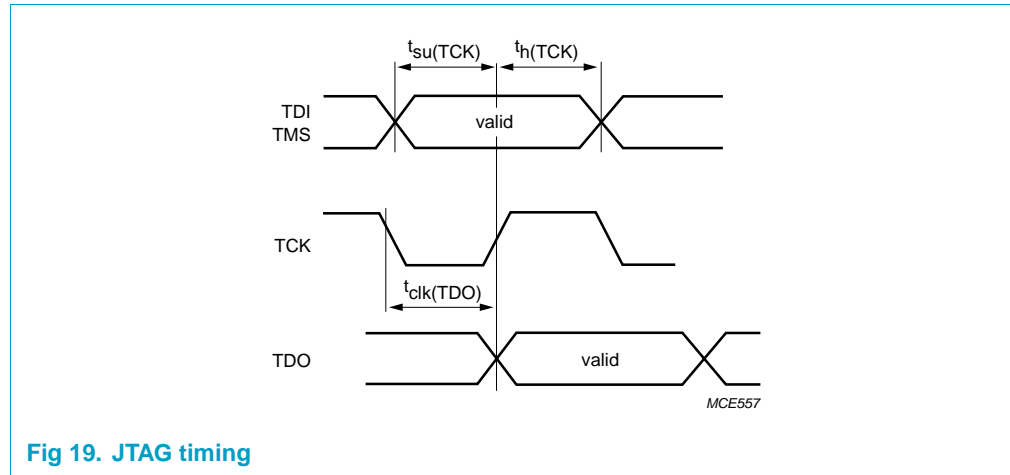 tsu(TCK) th(TCK)
TDI
TMS
valid
TCK
tclk(TDO)
TDO
valid
MCE557
Fig 19. JTAG timing